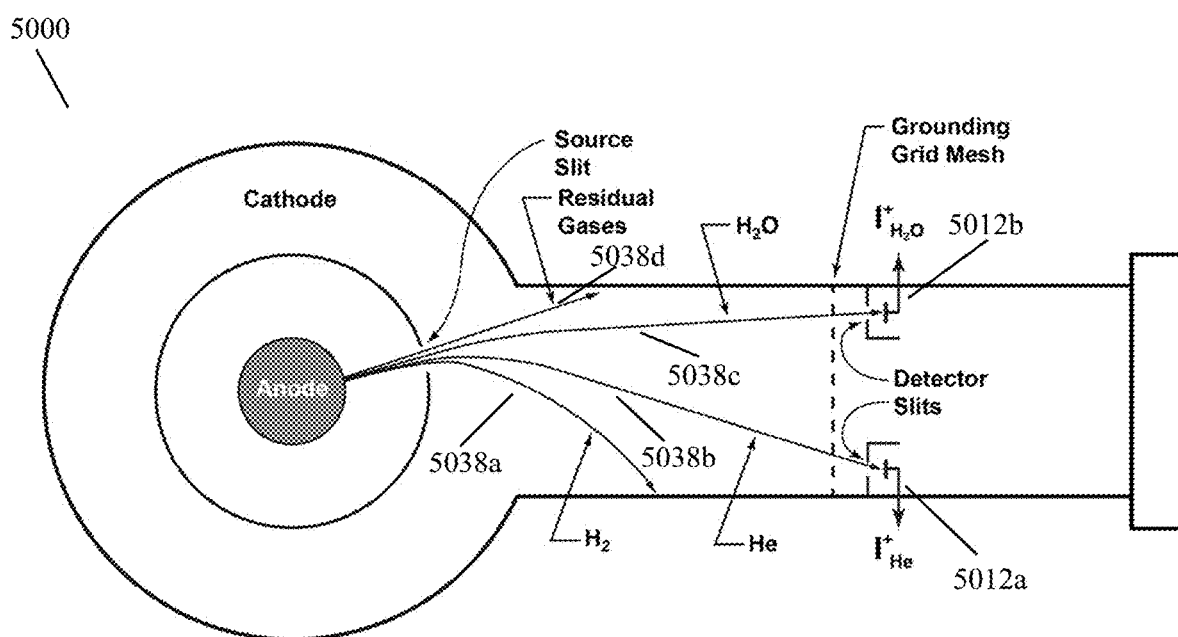 5000
Source
Slit
Grounding
Grid Mesh
Cathode
Residual
Gases
H₂O
I⁺H₂O
5012b
5038d
Anode
5038c
Detector
Slits
5038a
5038b
H₂
He
I⁺He
5012a